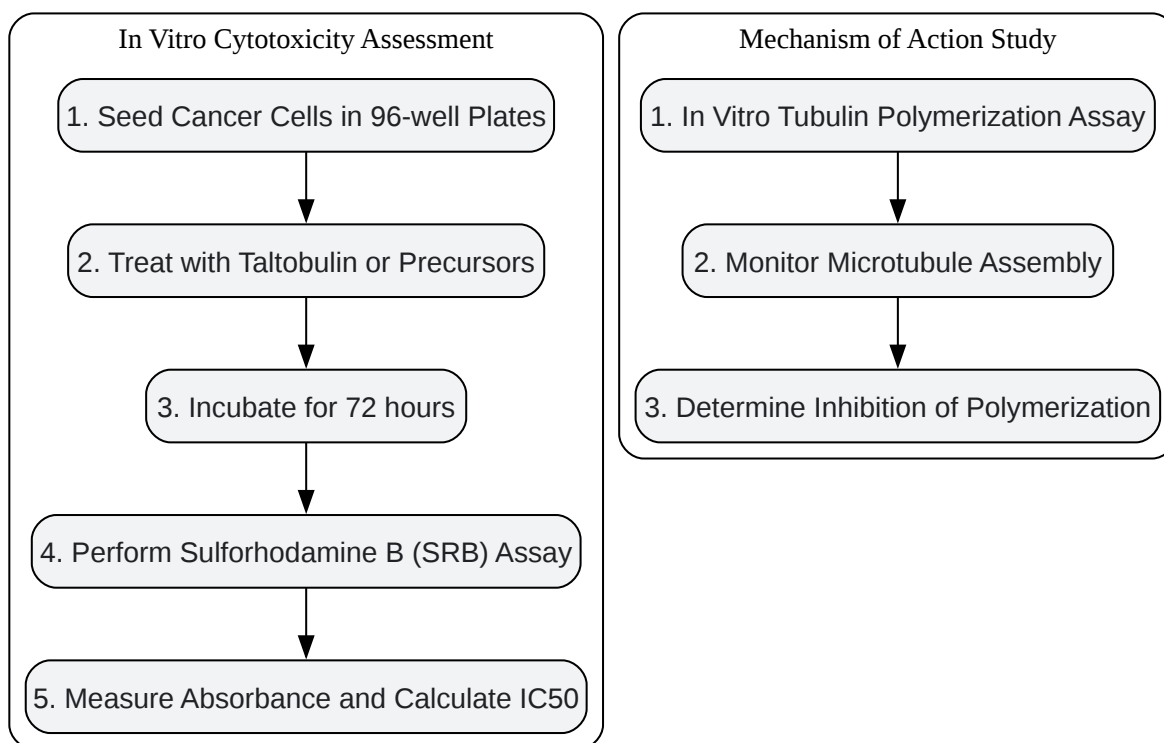 In Vitro Cytotoxicity Assessment
1. Seed Cancer Cells in 96-well Plates
2. Treat with Taltobulin or Precursors
3. Incubate for 72 hours
4. Perform Sulforhodamine B (SRB) Assay
5. Measure Absorbance and Calculate IC50
Mechanism of Action Study
1. In Vitro Tubulin Polymerization Assay
2. Monitor Microtubule Assembly
3. Determine Inhibition of Polymerization